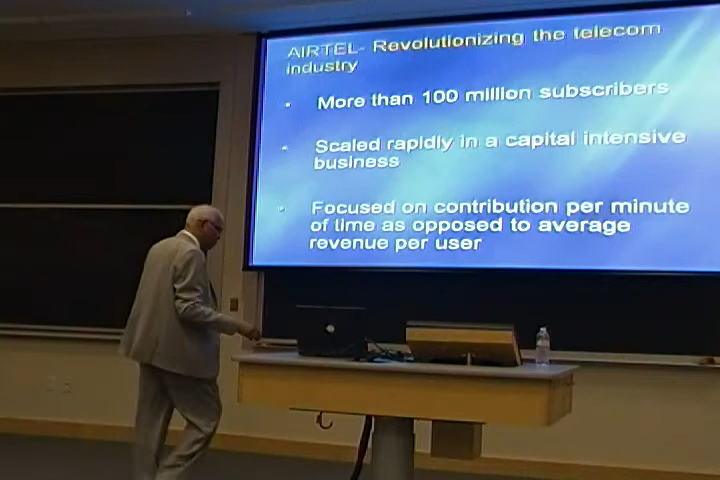 AIRTEL- Revolutionizing the telecom
industry
• More than 100 million subscribers
• Scaled rapidly in a capital intensive
business
• Focused on contribution per minute
of time as opposed to average
revenue per user